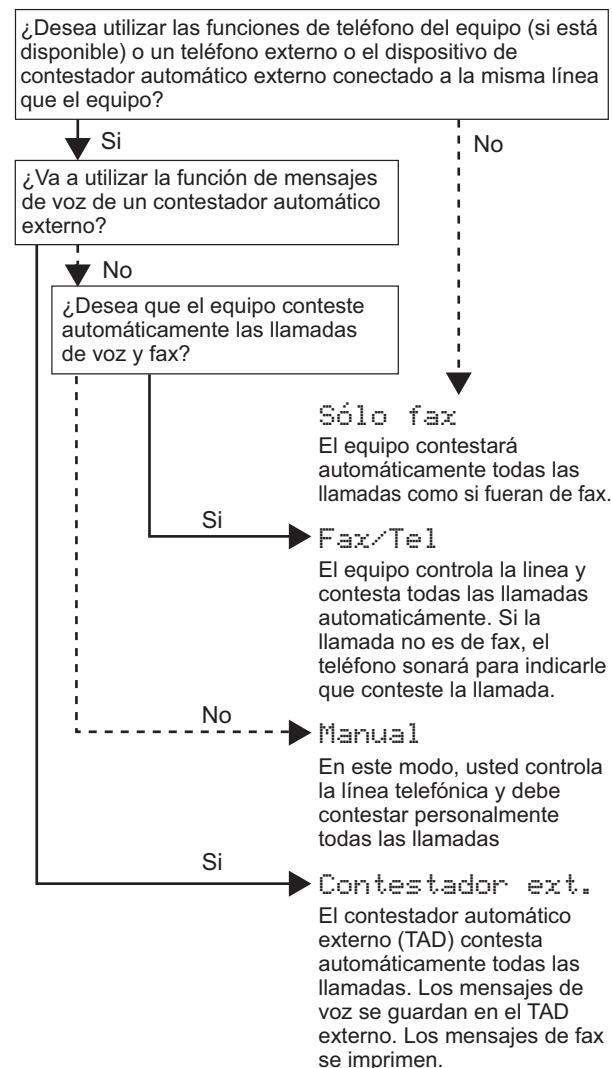 ¿Desea utilizar las funciones de teléfono del equipo (si está
disponible) o un teléfono externo o el dispositivo de
contestador automático externo conectado a la misma línea
que el equipo?
Si
No
¿Va a utilizar la función de mensajes
de voz de un contestador automático
externo?
No
¿Desea que el equipo conteste
automáticamente las llamadas
de voz y fax?
Sólo fax
El equipo contestará
automáticamente todas las
llamadas como si fueran de fax.
Si
Fax/Tel
El equipo controla la linea y
contesta todas las llamadas
automaticámente. Si la
llamada no es de fax, el
teléfono sonará para indicarle
que conteste la llamada.
No
Manual
En este modo, usted controla
la línea telefónica y debe
contestar personalmente
todas las llamadas
Si
Contestador ext.
El contestador automático
externo (TAD) contesta
automáticamente todas las
llamadas. Los mensajes de
voz se guardan en el TAD
externo. Los mensajes de fax
se imprimen.